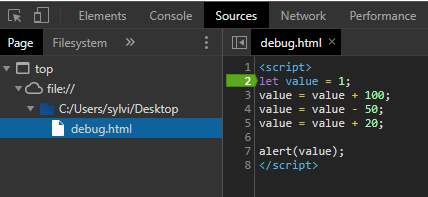 Elements Console Sources Network Performance
Page Filesystem » debug.html ×
top
file://
C:/Users/sylvi/Desktop
debug.html
1 <script>
2 let value = 1;
3 value = value + 100;
4 value = value - 50;
5 value = value + 20;
6
7 alert(value);
8 </script>